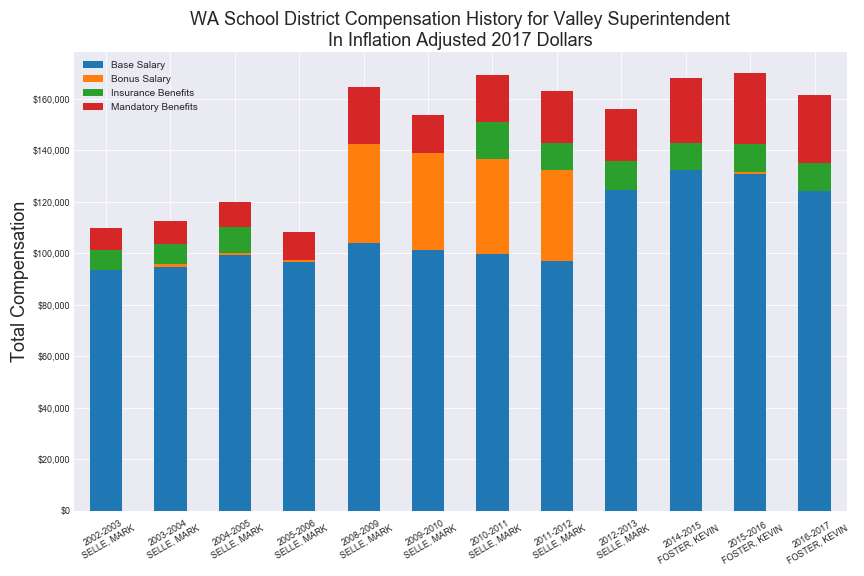 WA School District Compensation History for Valley Superintendent
In Inflation Adjusted 2017 Dollars
Base Salary
Bonus Salary
Insurance Benefits
Mandatory Benefits
Total Compensation
$160,000
$140,000
$120,000
$100,000
$80,000
$60,000
$40,000
$20,000
$0
2002-2003
SELLE, MARK
2003-2004
SELLE, MARK
2004-2005
SELLE, MARK
2005-2006
SELLE, MARK
2008-2009
SELLE, MARK
2009-2010
SELLE, MARK
2010-2011
SELLE, MARK
2011-2012
SELLE, MARK
2012-2013
SELLE, MARK
2014-2015
FOSTER, KEVIN
2015-2016
FOSTER, KEVIN
2016-2017
FOSTER, KEVIN